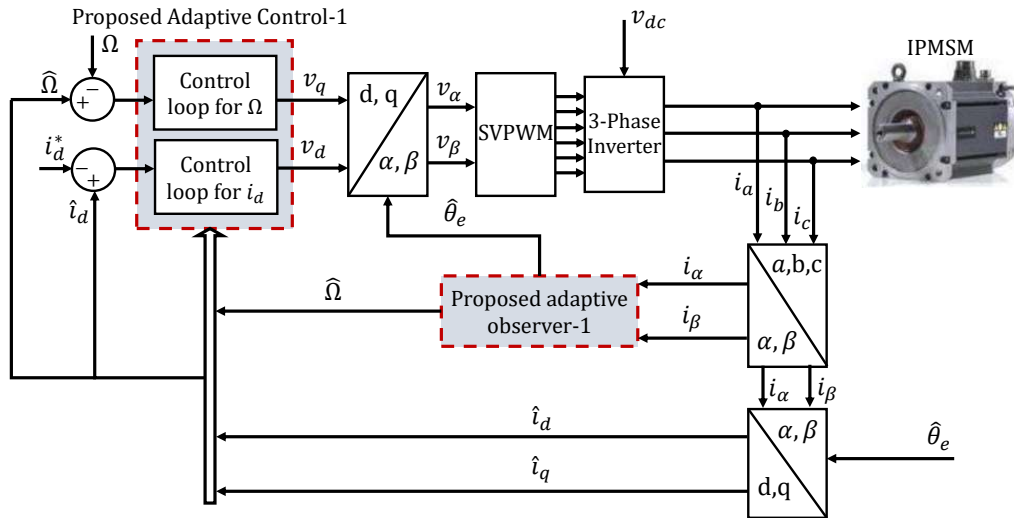 Proposed Adaptive Control-1
Ω
v_dc
IPMSM
Ω̂
Control
loop for Ω
v_q
d, q
α, β
v_α
v_β
SVPWM
3-Phase
Inverter
+ −
i_d^*
− +
î_d
Control
loop for i_d
v_d
θ̂_e
i_a
i_b
i_c
Ω̂
Proposed adaptive
observer-1
i_α
i_β
a,b,c
α, β
i_α
i_β
î_d
î_q
α, β
d,q
θ̂_e